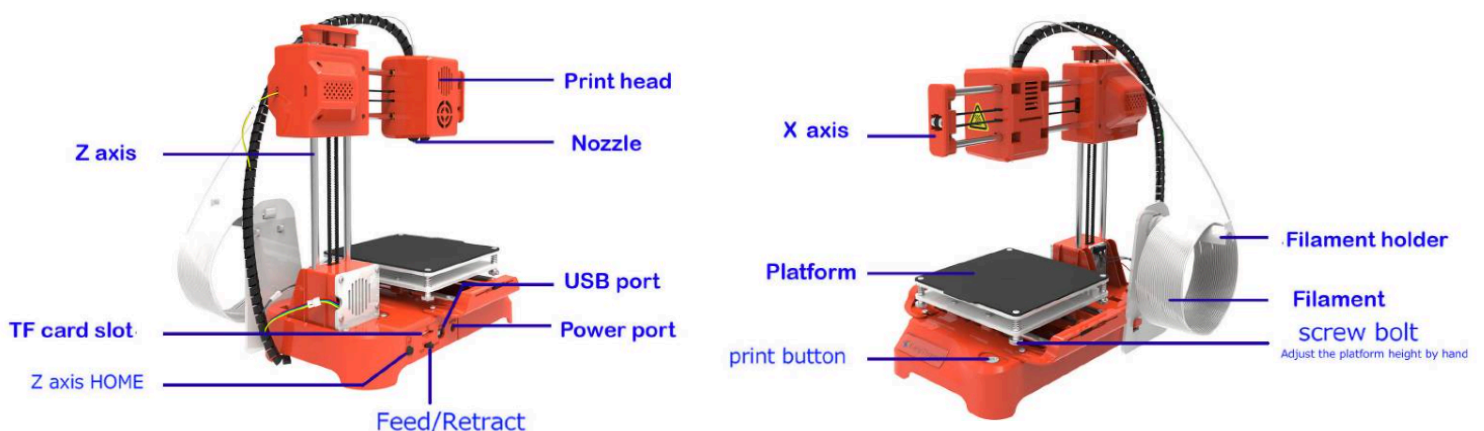 Print head
Nozzle
Z axis
USB port
TF card slot
Power port
Z axis HOME
Feed/Retract
X axis
Filament holder
Platform
Filament
screw bolt
Adjust the platform height by hand
print button